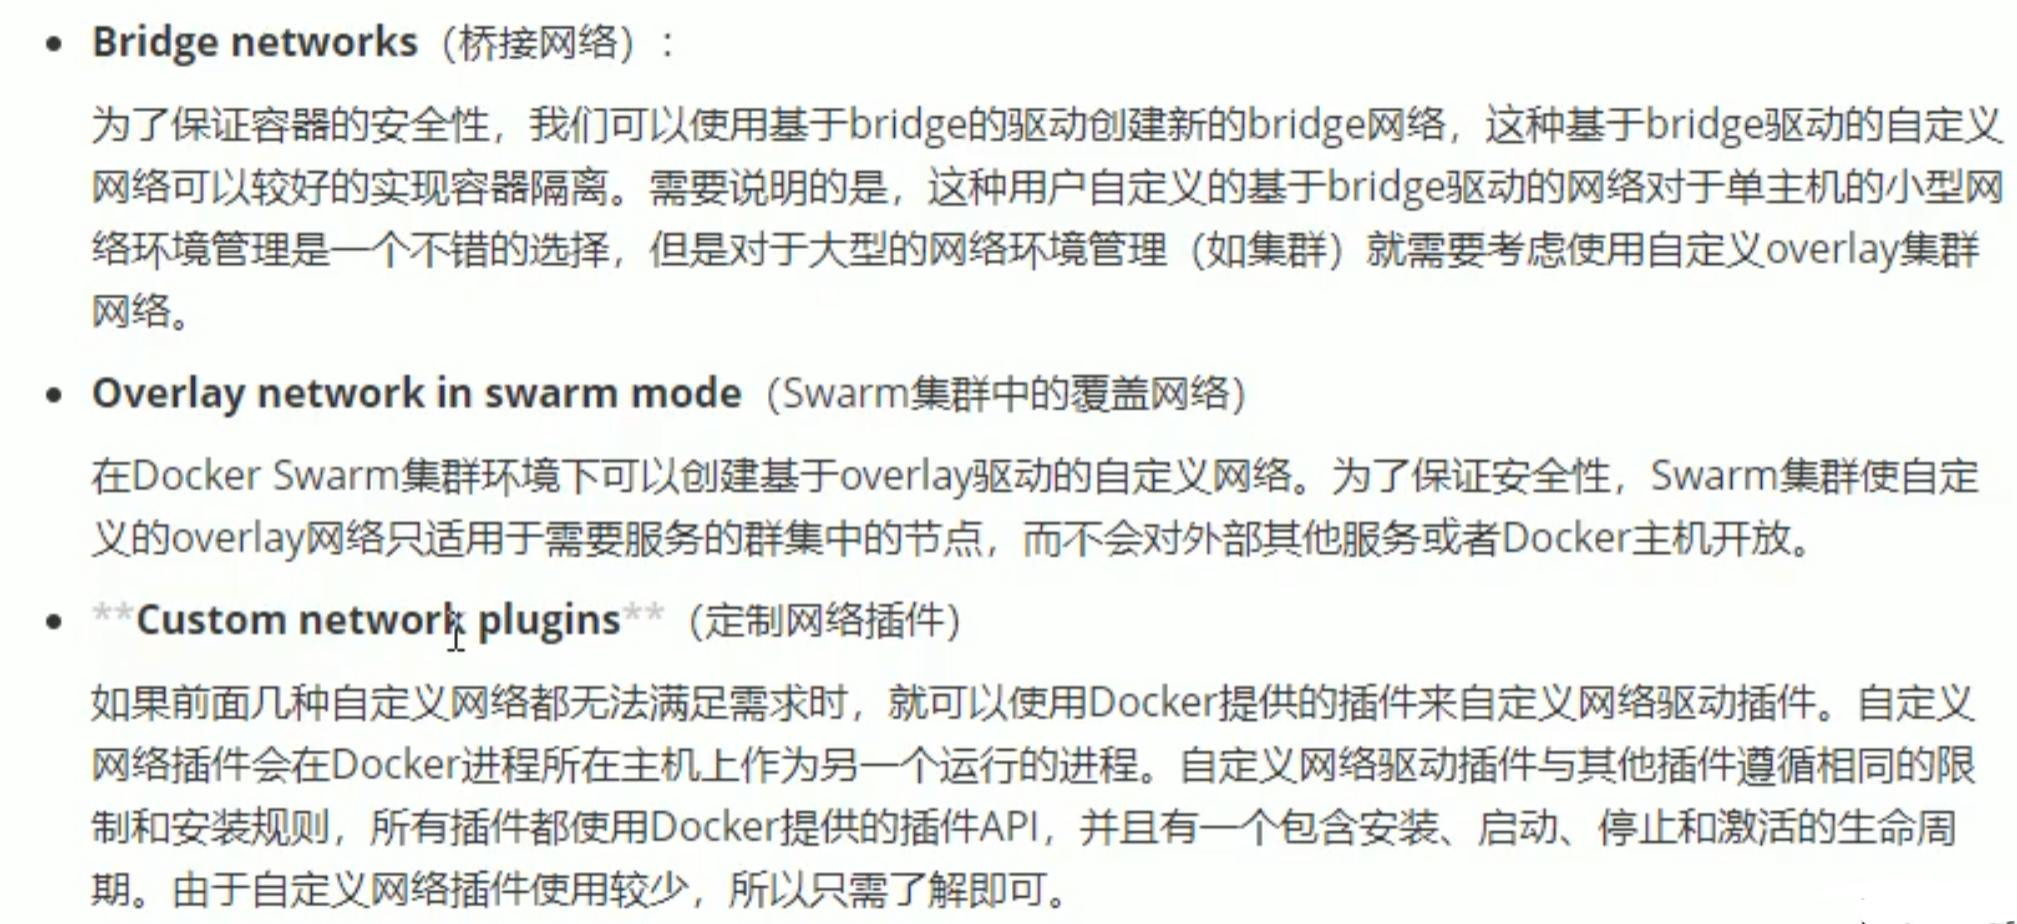 • Bridge networks（桥接网络）：
为了保证容器的安全性，我们可以使用基于bridge的驱动创建新的bridge网络，这种基于bridge驱动的自定义
网络可以较好的实现容器隔离。需要说明的是，这种用户自定义的基于bridge驱动的网络对于单主机的小型网
络环境管理是一个不错的选择，但是对于大型的网络环境管理（如集群）就需要考虑使用自定义overlay集群
网络。
• Overlay network in swarm mode（Swarm集群中的覆盖网络）
在Docker Swarm集群环境下可以创建基于overlay驱动的自定义网络。为了保证安全性，Swarm集群使自定
义的overlay网络只适用于需要服务的群集中的节点，而不会对外部其他服务或者Docker主机开放。
• **Custom network plugins**（定制网络插件）
如果前面几种自定义网络都无法满足需求时，就可以使用Docker提供的插件来自定义网络驱动插件。自定义
网络插件会在Docker进程所在主机上作为另一个运行的进程。自定义网络驱动插件与其他插件遵循相同的限
制和安装规则，所有插件都使用Docker提供的插件API，并且有一个包含安装、启动、停止和激活的生命周
期。由于自定义网络插件使用较少，所以只需了解即可。